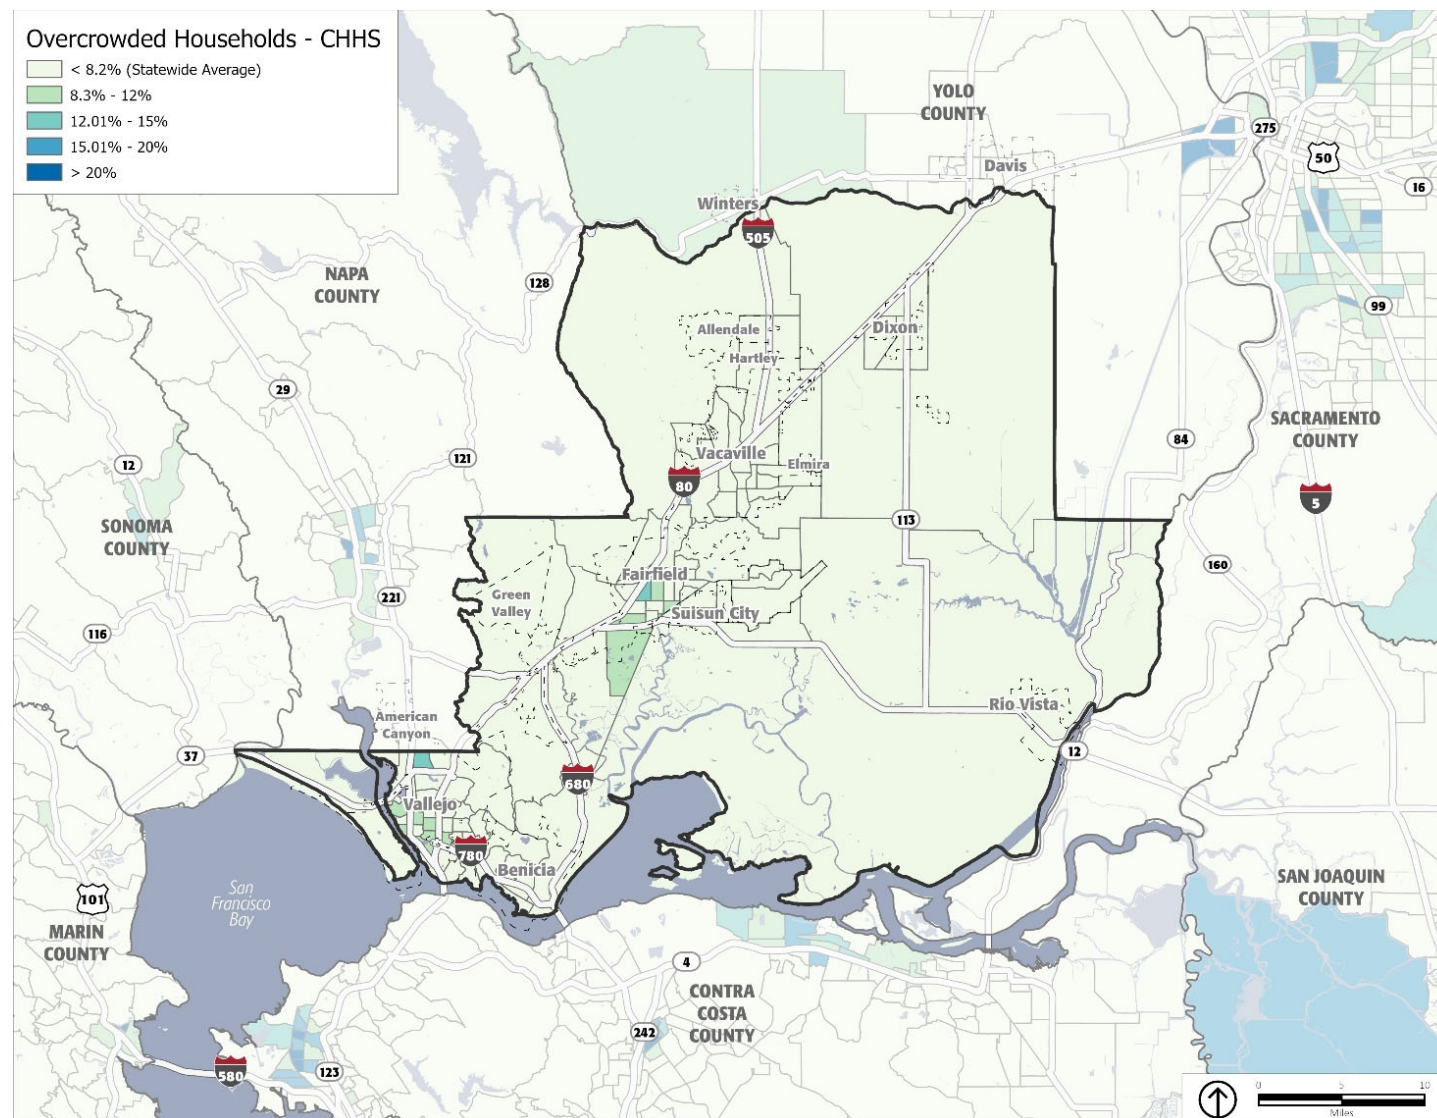 Overcrowded Households - CHHS
< 8.2% (Statewide Average)
8.3% - 12%
12.01% - 15%
15.01% - 20%
> 20%
YOLO
COUNTY
275
50
Davis
16
Winters
505
NAPA
COUNTY
128
99
Allendale
Dixon
Hartley
29
SACRAMENTO
COUNTY
84
121
12
Vacaville
Elmira
80
5
SONOMA
COUNTY
113
160
Fairfield
Green
Valley
221
Suisun City
116
Rio Vista
American
Canyon
12
37
680
Vallejo
780
Benicia
San
Francisco
Bay
101
MARIN
COUNTY
SAN JOAQUIN
COUNTY
4
CONTRA
COSTA
COUNTY
242
580
123
0 5 10
Miles